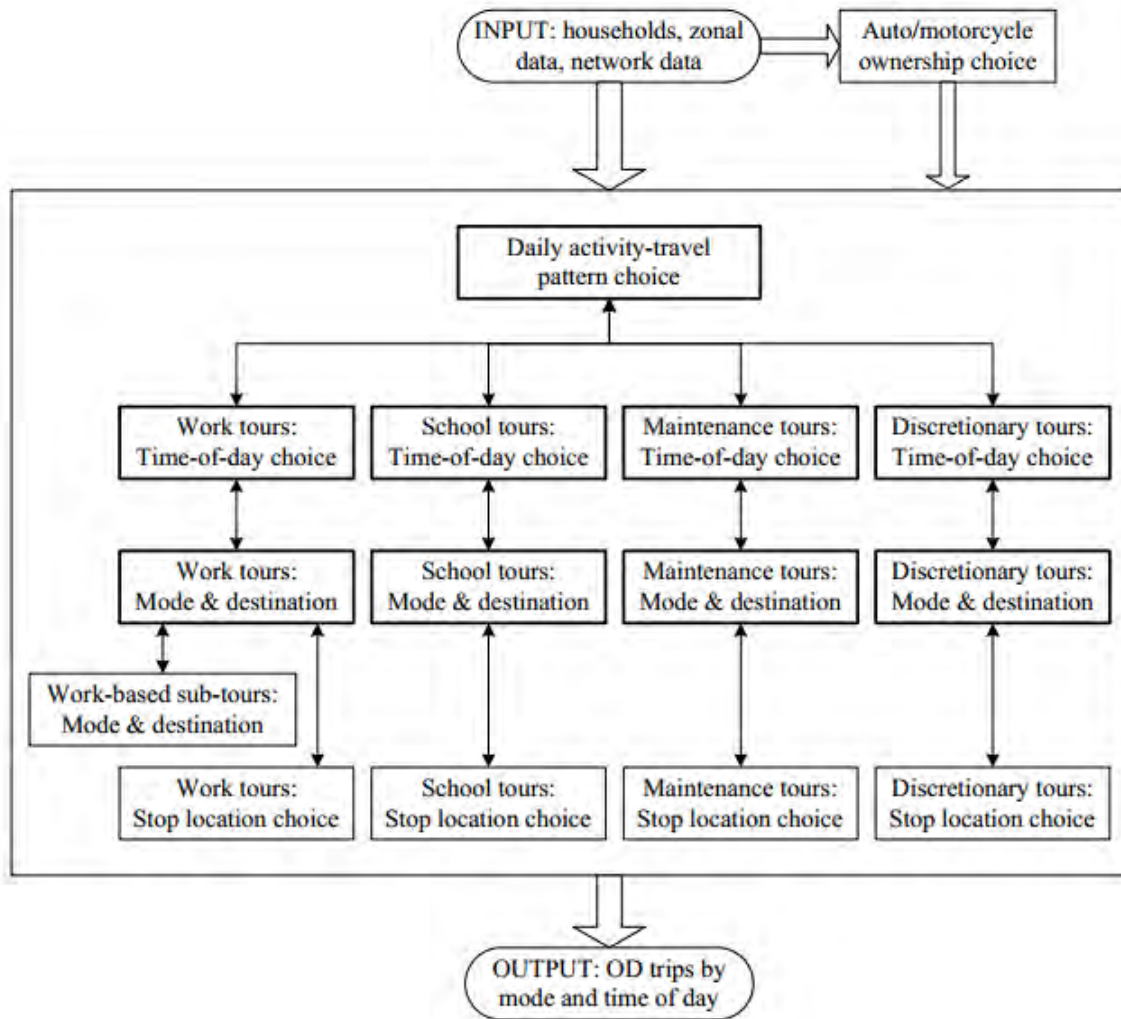 INPUT: households, zonal
data, network data
Auto/motorcycle
ownership choice
Daily activity-travel
pattern choice
Work tours:
Time-of-day choice
School tours:
Time-of-day choice
Maintenance tours:
Time-of-day choice
Discretionary tours:
Time-of-day choice
Work tours:
Mode & destination
School tours:
Mode & destination
Maintenance tours:
Mode & destination
Discretionary tours:
Mode & destination
Work-based sub-tours:
Mode & destination
Work tours:
Stop location choice
School tours:
Stop location choice
Maintenance tours:
Stop location choice
Discretionary tours:
Stop location choice
OUTPUT: OD trips by
mode and time of day